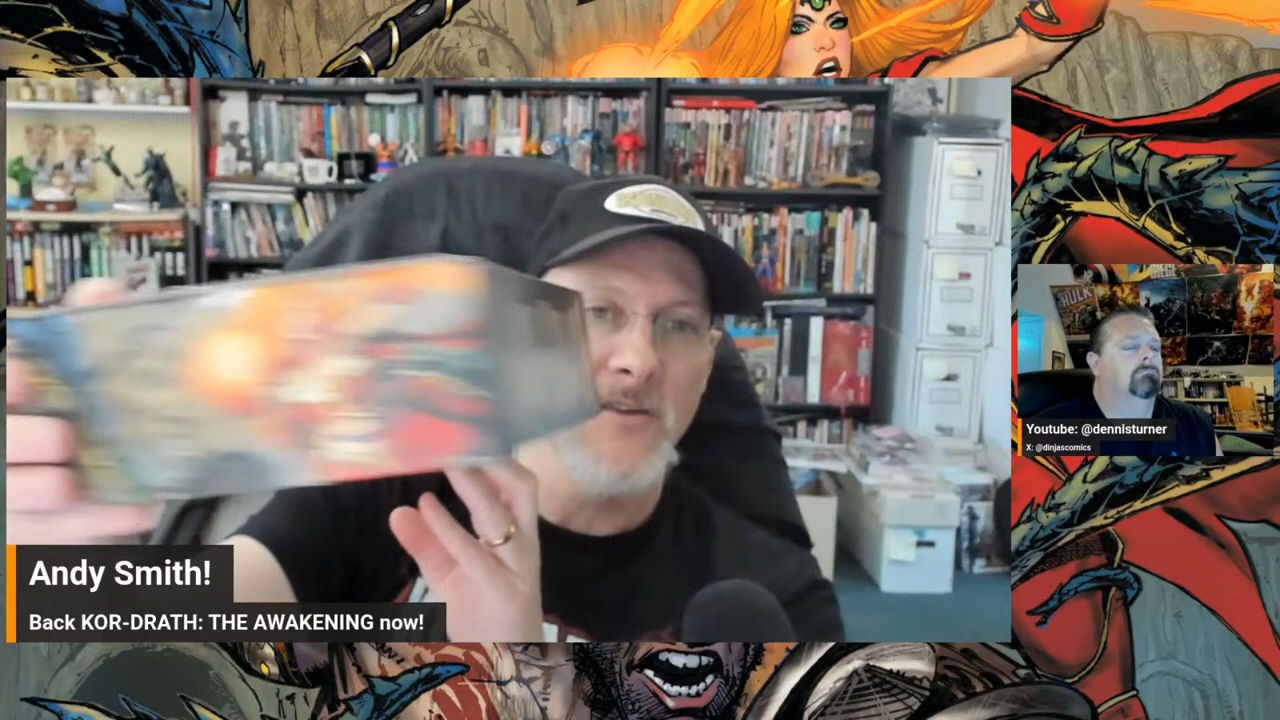 HULK
Youtube: @dennisturner
X: @dinjascomics
Andy Smith!
Back KOR-DRATH: THE AWAKENING now!